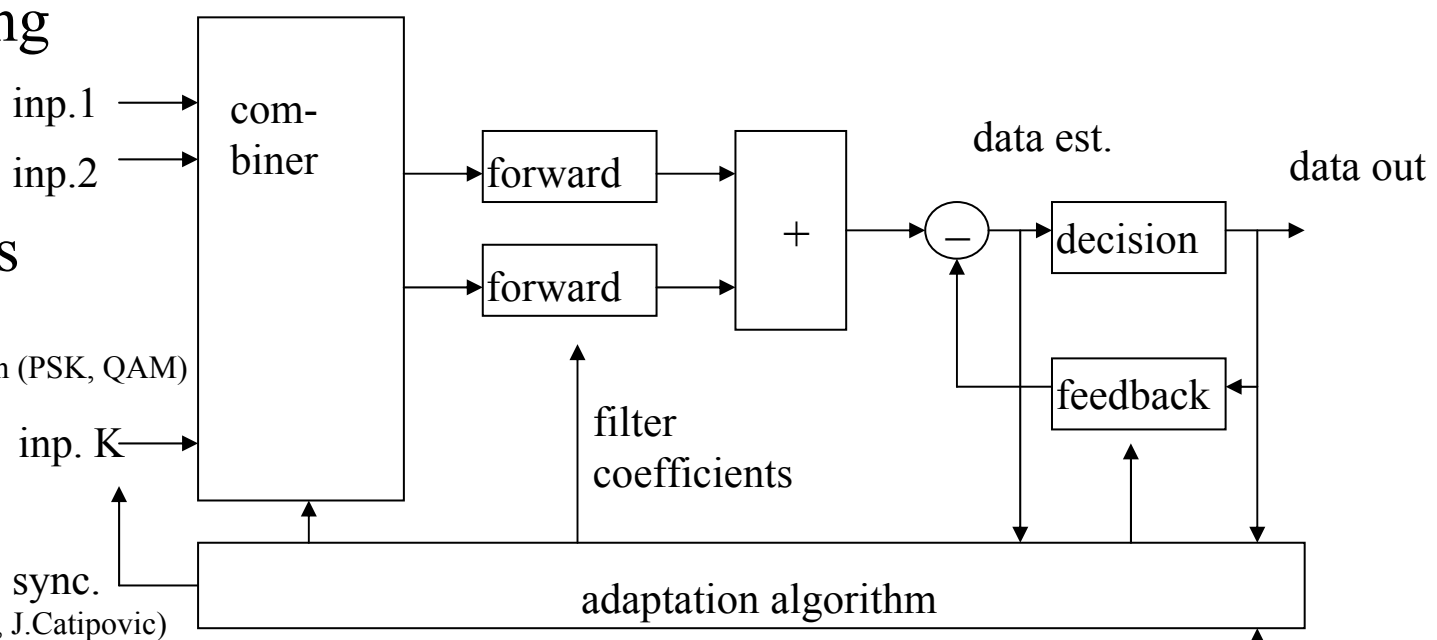 ng
inp.1
inp.2
s
n (PSK, QAM)
inp. K
sync.
, J.Catipovic)
com-
biner
forward
forward
+
filter
coefficients
data est.
–
decision
data out
feedback
adaptation algorithm